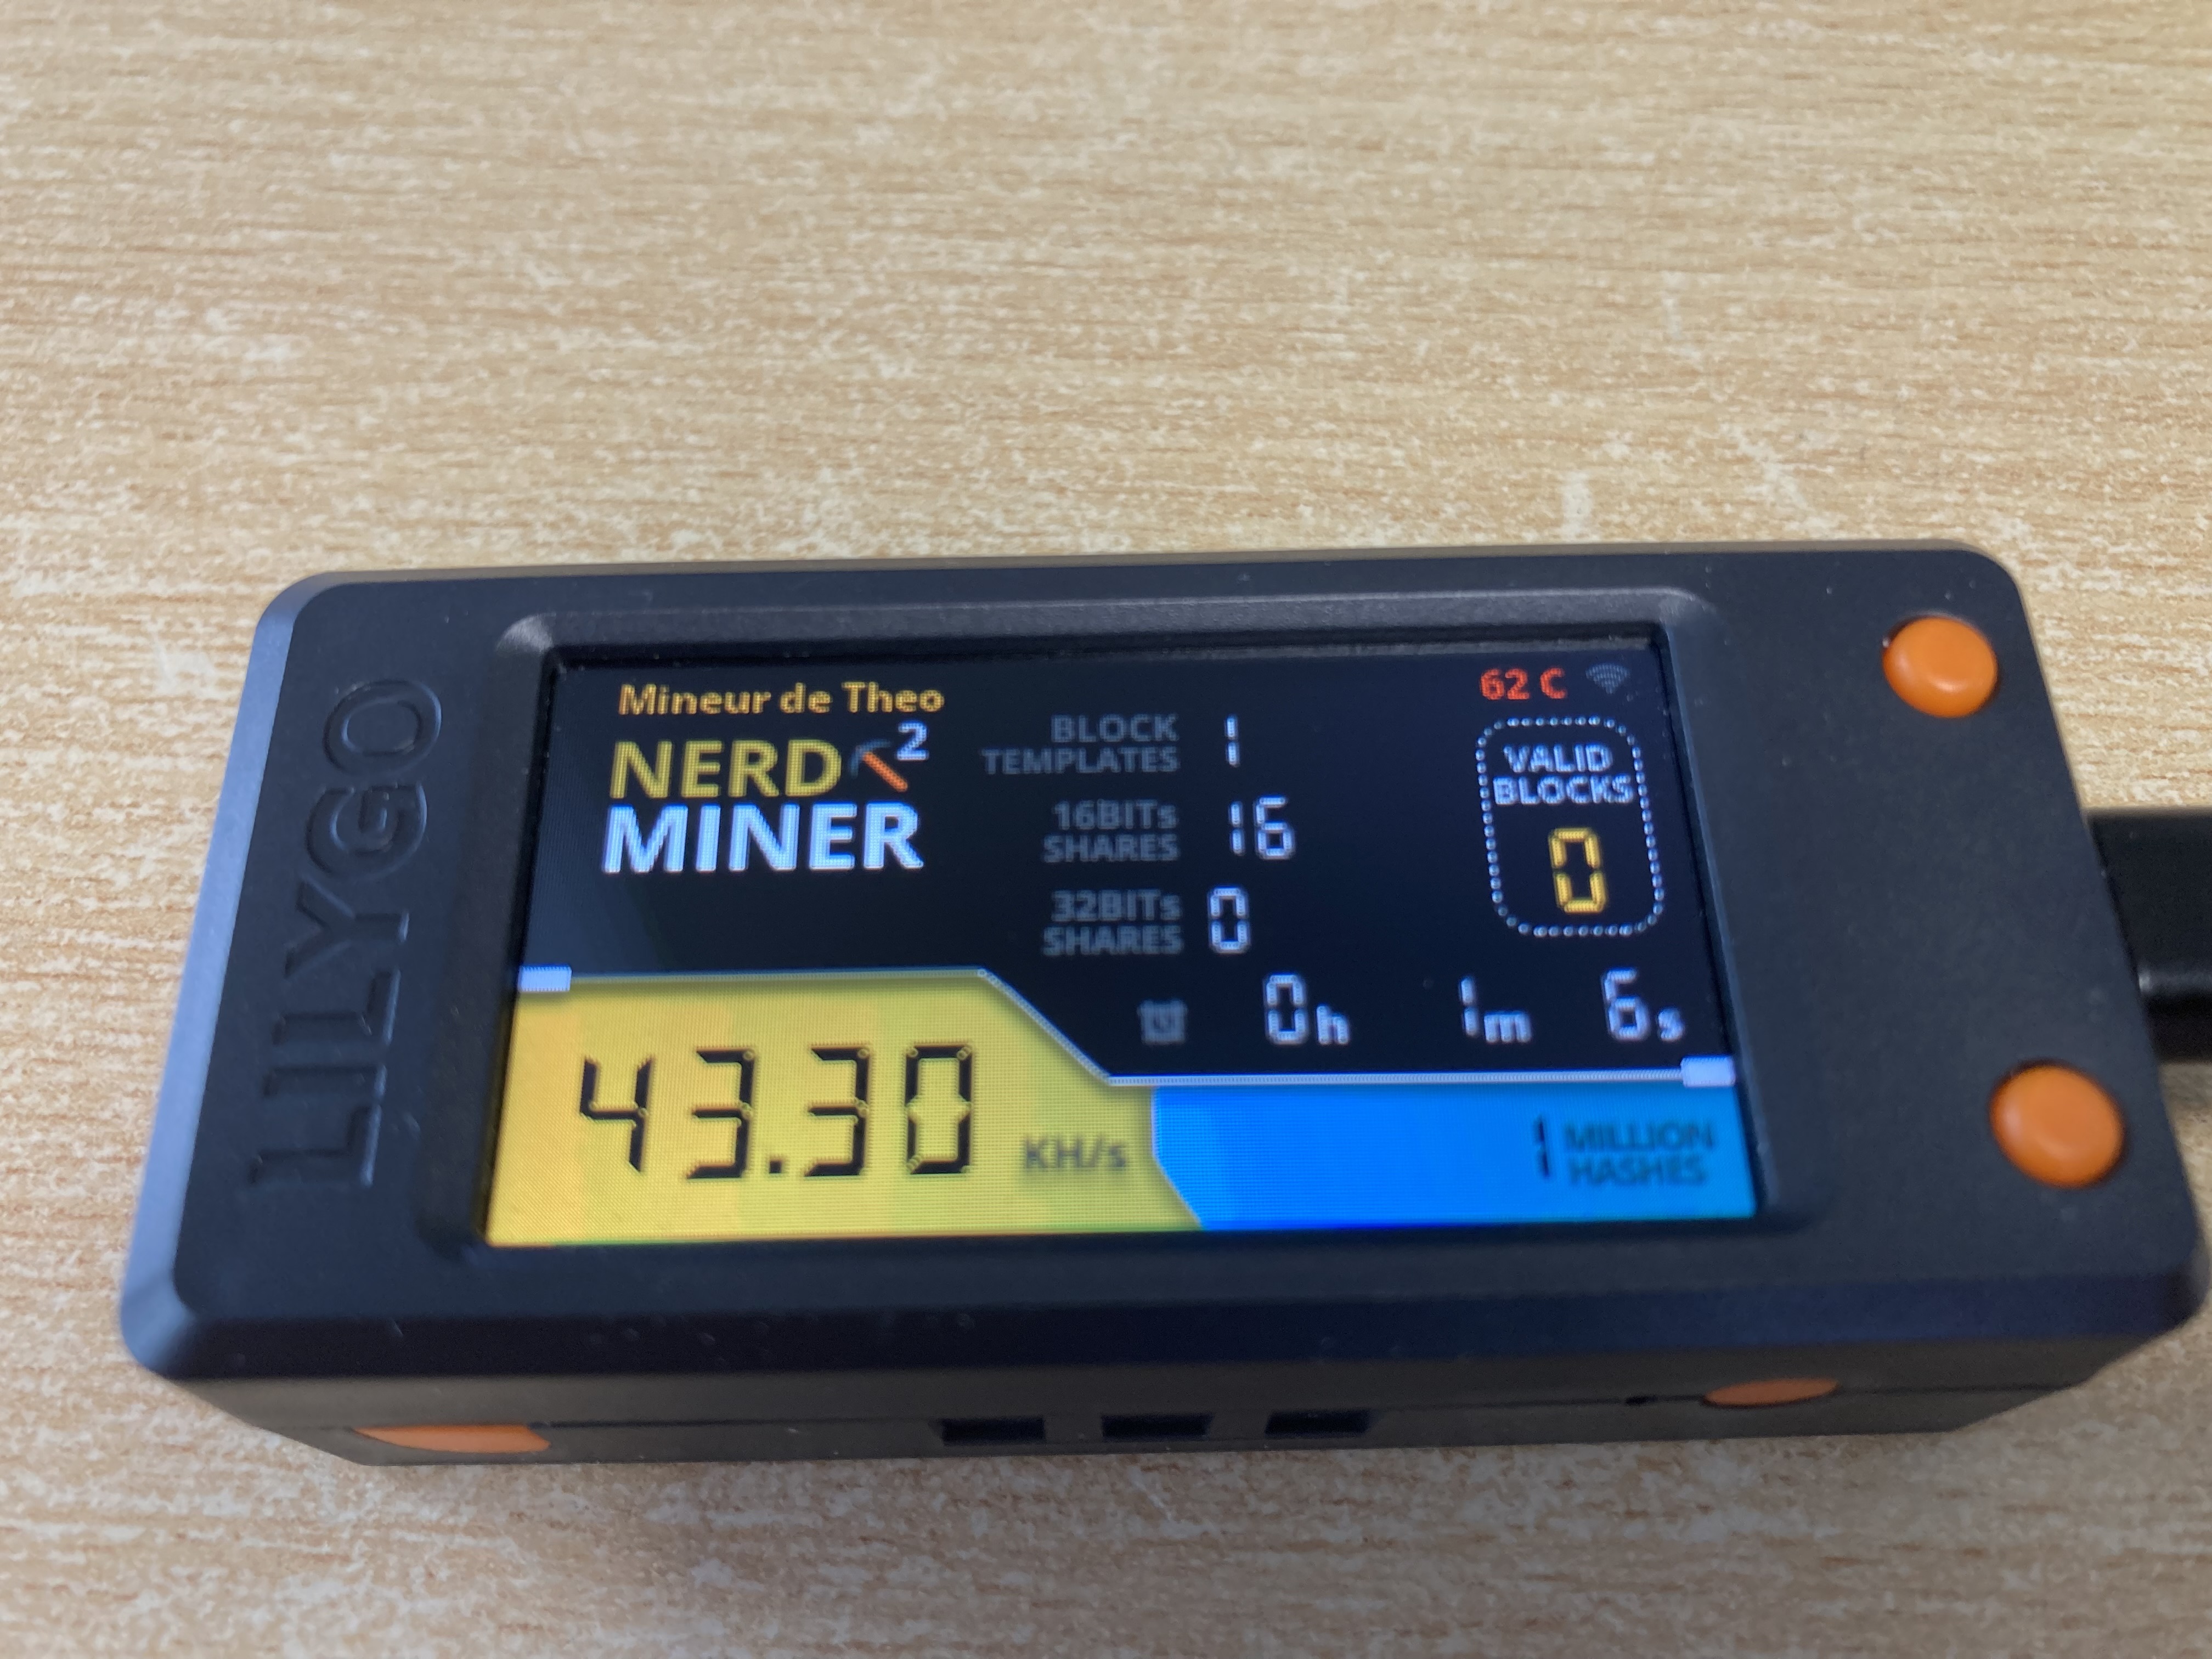 LILYGO
Mineur de Theo
62 C
NERD 2
MINER
BLOCK
TEMPLATES 1
16BITs
SHARES 16
32BITs
SHARES 0
VALID
BLOCKS
0
0h 1m 6s
43.30 KH/s
1 MILLION
HASHES